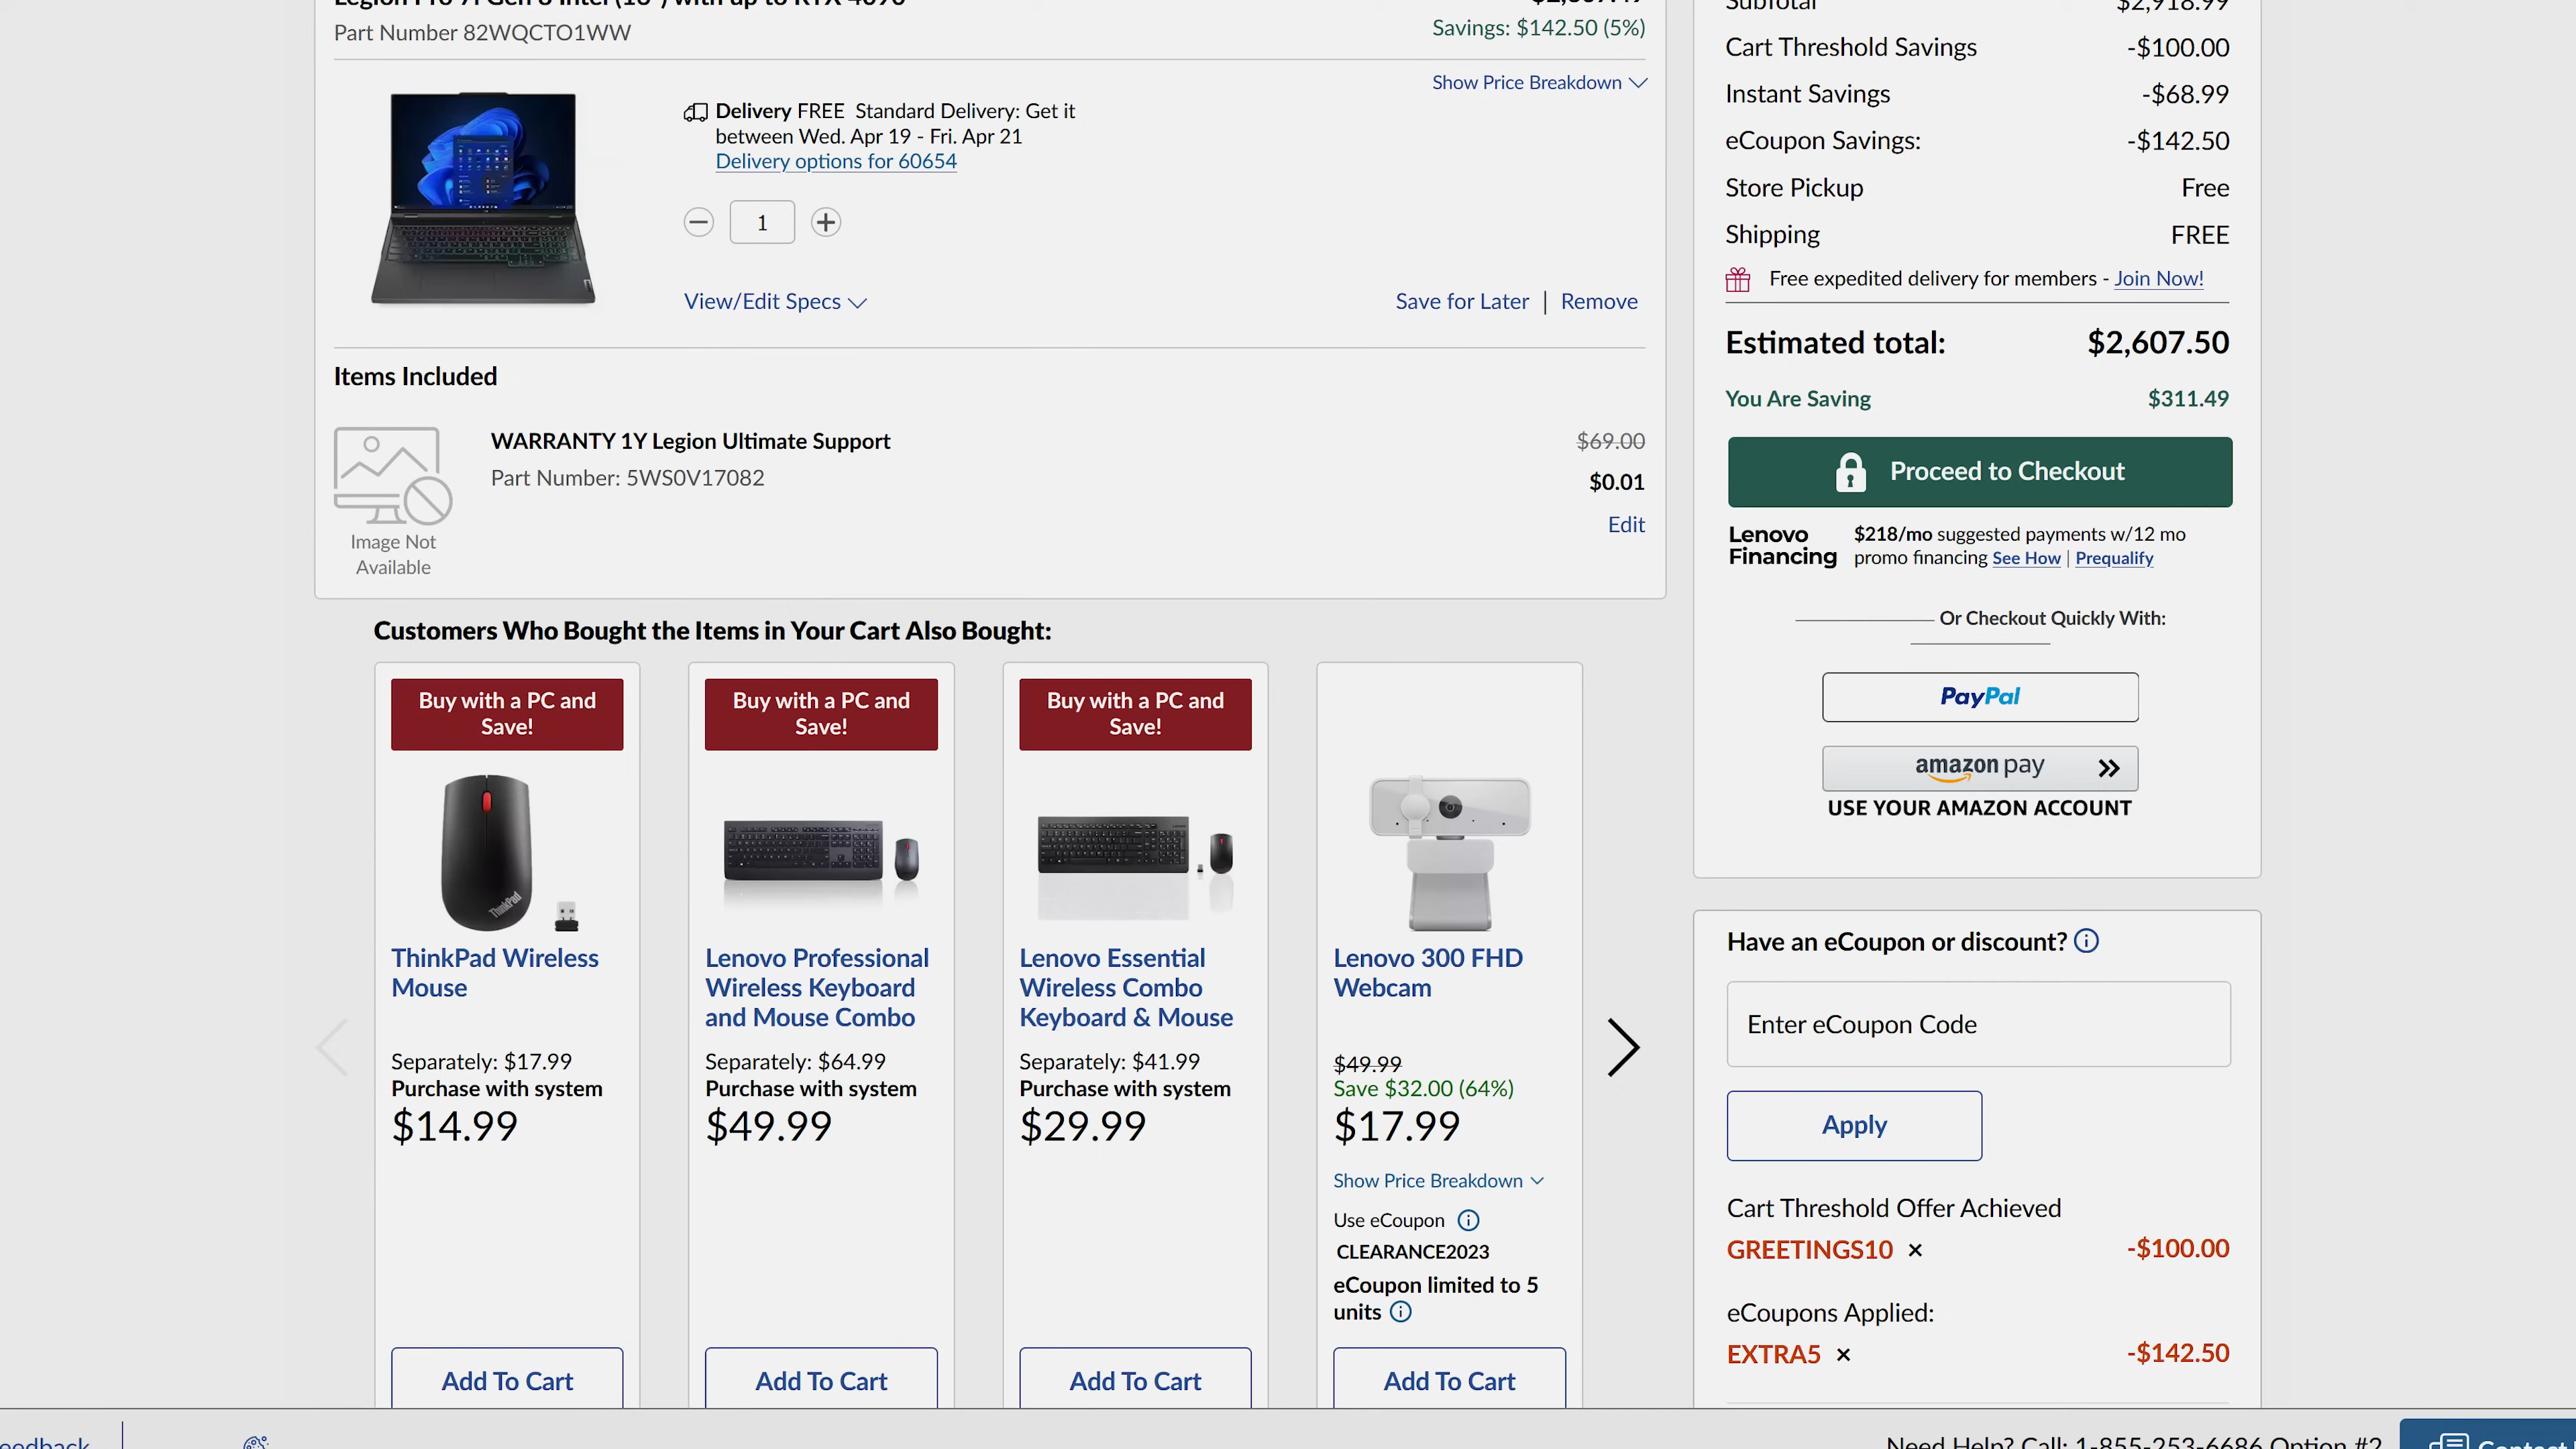 Legion Pro 7i Gen 8 Intel (16") with up to RTX 4090
Part Number 82WQCTO1WW
Savings: $142.50 (5%)
Show Price Breakdown
Delivery FREE Standard Delivery: Get it
between Wed. Apr 19 - Fri. Apr 21
Delivery options for 60654
1
View/Edit Specs
Save for Later | Remove
Items Included
WARRANTY 1Y Legion Ultimate Support
Part Number: 5WS0V17082
$69.00
$0.01
Edit
Image Not
Available
Customers Who Bought the Items in Your Cart Also Bought:
Buy with a PC and
Save!
ThinkPad
ThinkPad Wireless
Mouse
Separately: $17.99
Purchase with system
$14.99
Add To Cart
Buy with a PC and
Save!
Lenovo Professional
Wireless Keyboard
and Mouse Combo
Separately: $64.99
Purchase with system
$49.99
Add To Cart
Buy with a PC and
Save!
Lenovo Essential
Wireless Combo
Keyboard & Mouse
Separately: $41.99
Purchase with system
$29.99
Add To Cart
Lenovo 300 FHD
Webcam
$49.99
Save $32.00 (64%)
$17.99
Show Price Breakdown
Use eCoupon
CLEARANCE2023
eCoupon limited to 5
units
Add To Cart
Subtotal $2,918.99
Cart Threshold Savings -$100.00
Instant Savings -$68.99
eCoupon Savings: -$142.50
Store Pickup Free
Shipping FREE
Free expedited delivery for members - Join Now!
Estimated total: $2,607.50
You Are Saving $311.49
Proceed to Checkout
Lenovo
Financing
$218/mo suggested payments w/12 mo
promo financing See How | Prequalify
Or Checkout Quickly With:
PayPal
amazon pay
USE YOUR AMAZON ACCOUNT
Have an eCoupon or discount?
Enter eCoupon Code
Apply
Cart Threshold Offer Achieved
GREETINGS10 × -$100.00
eCoupons Applied:
EXTRA5 × -$142.50
Need Help? Call: 1-855-253-6686 Option #2